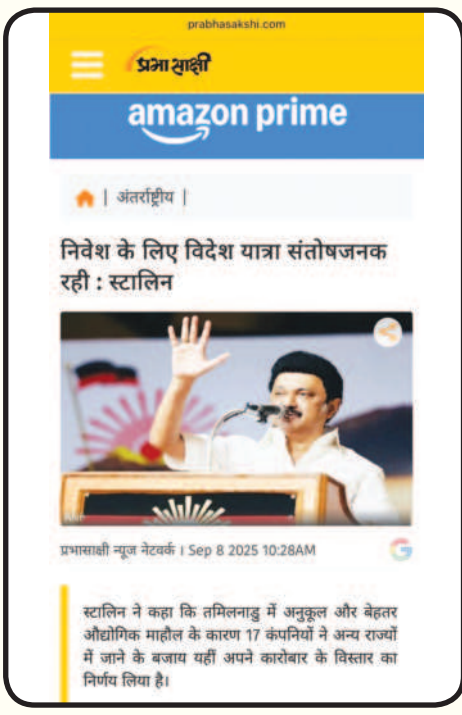 prabhasakshi.com
प्रभासाक्षी
amazon prime
| अंतर्राष्ट्रीय |
निवेश के लिए विदेश यात्रा संतोषजनक
रही : स्टालिन
प्रभासाक्षी न्यूज नेटवर्क । Sep 8 2025 10:28AM
स्टालिन ने कहा कि तमिलनाडु में अनुकूल और बेहतर
औद्योगिक माहौल के कारण 17 कंपनियों ने अन्य राज्यों
में जाने के बजाय यहीं अपने कारोबार के विस्तार का
निर्णय लिया है।